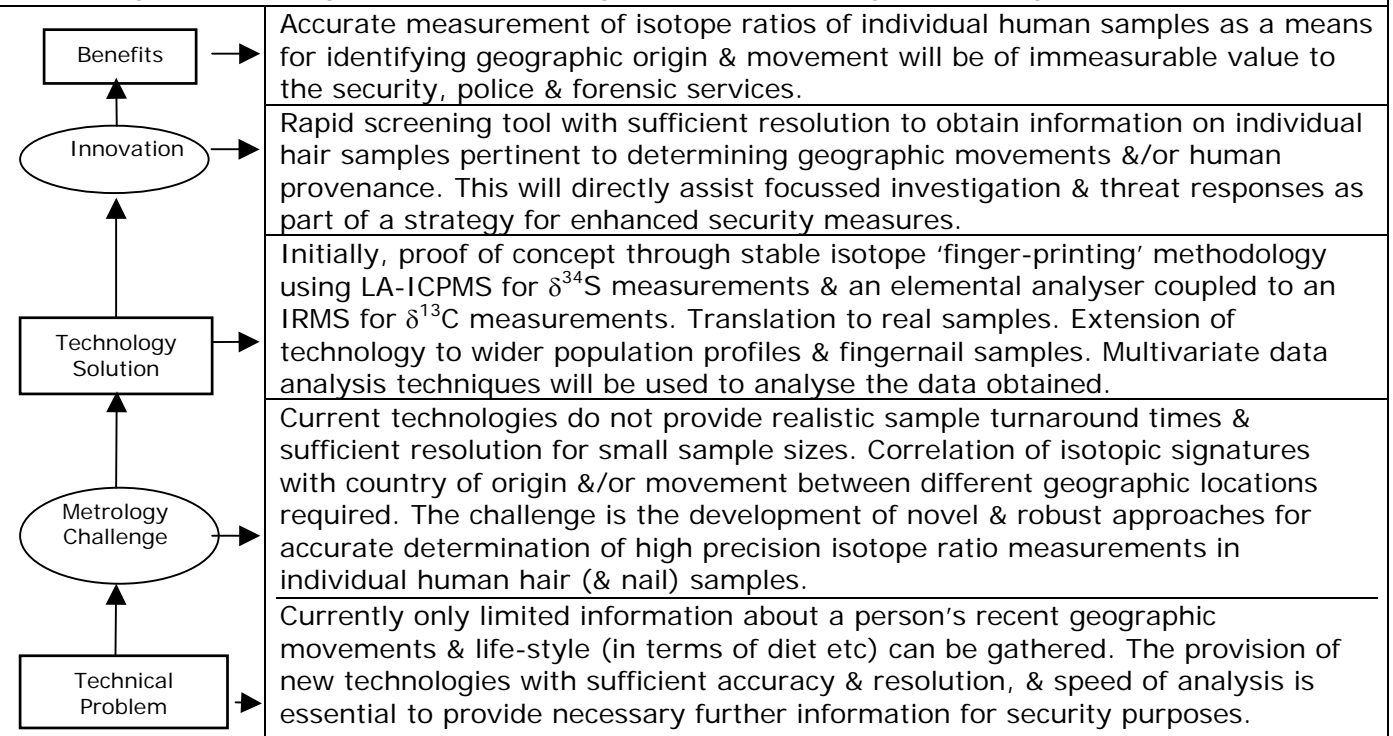 Benefits
Accurate measurement of isotope ratios of individual human samples as a means
for identifying geographic origin & movement will be of immeasurable value to
the security, police & forensic services.
Innovation
Rapid screening tool with sufficient resolution to obtain information on individual
hair samples pertinent to determining geographic movements &/or human
provenance. This will directly assist focussed investigation & threat responses as
part of a strategy for enhanced security measures.
Technology
Solution
Initially, proof of concept through stable isotope ‘finger-printing’ methodology
using LA-ICPMS for δ³⁴S measurements & an elemental analyser coupled to an
IRMS for δ¹³C measurements. Translation to real samples. Extension of
technology to wider population profiles & fingernail samples. Multivariate data
analysis techniques will be used to analyse the data obtained.
Metrology
Challenge
Current technologies do not provide realistic sample turnaround times &
sufficient resolution for small sample sizes. Correlation of isotopic signatures
with country of origin &/or movement between different geographic locations
required. The challenge is the development of novel & robust approaches for
accurate determination of high precision isotope ratio measurements in
individual human hair (& nail) samples.
Technical
Problem
Currently only limited information about a person’s recent geographic
movements & life-style (in terms of diet etc) can be gathered. The provision of
new technologies with sufficient accuracy & resolution, & speed of analysis is
essential to provide necessary further information for security purposes.